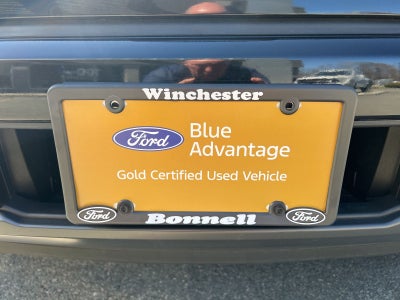 Winchester
Ford
Blue
Advantage
Gold Certified Used Vehicle
Ford
Bonnell
Ford